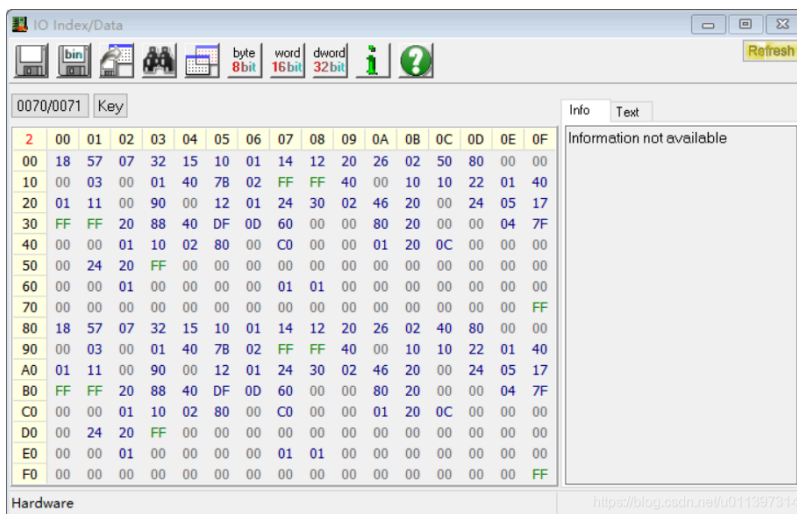 IO Index/Data
bin
byte 8bit word 16bit dword 32bit
Refresh
0070/0071 Key
Info Text
2 00 01 02 03 04 05 06 07 08 09 0A 0B 0C 0D 0E 0F
00 18 57 07 32 15 10 01 14 12 20 26 02 50 80 00 00
10 00 03 00 01 40 7B 02 FF FF 40 00 10 10 22 01 40
20 01 11 00 90 00 12 01 24 30 02 46 20 00 24 05 17
30 FF FF 20 88 40 DF 0D 60 00 00 80 20 00 00 04 7F
40 00 00 01 10 02 80 00 C0 00 00 01 20 0C 00 00 00
50 00 24 20 FF 00 00 00 00 00 00 00 00 00 00 00 00
60 00 00 01 00 00 00 00 01 01 00 00 00 00 00 00 00
70 00 00 00 00 00 00 00 00 00 00 00 00 00 00 00 FF
80 18 57 07 32 15 10 01 14 12 20 26 02 40 80 00 00
90 00 03 00 01 40 7B 02 FF FF 40 00 10 10 22 01 40
A0 01 11 00 90 00 12 01 24 30 02 46 20 00 24 05 17
B0 FF FF 20 88 40 DF 0D 60 00 00 80 20 00 00 04 7F
C0 00 00 01 10 02 80 00 C0 00 00 01 20 0C 00 00 00
D0 00 24 20 FF 00 00 00 00 00 00 00 00 00 00 00 00
E0 00 00 01 00 00 00 00 01 01 00 00 00 00 00 00 00
F0 00 00 00 00 00 00 00 00 00 00 00 00 00 00 00 FF
Information not available
Hardware
https://blog.csdn.net/u011397314